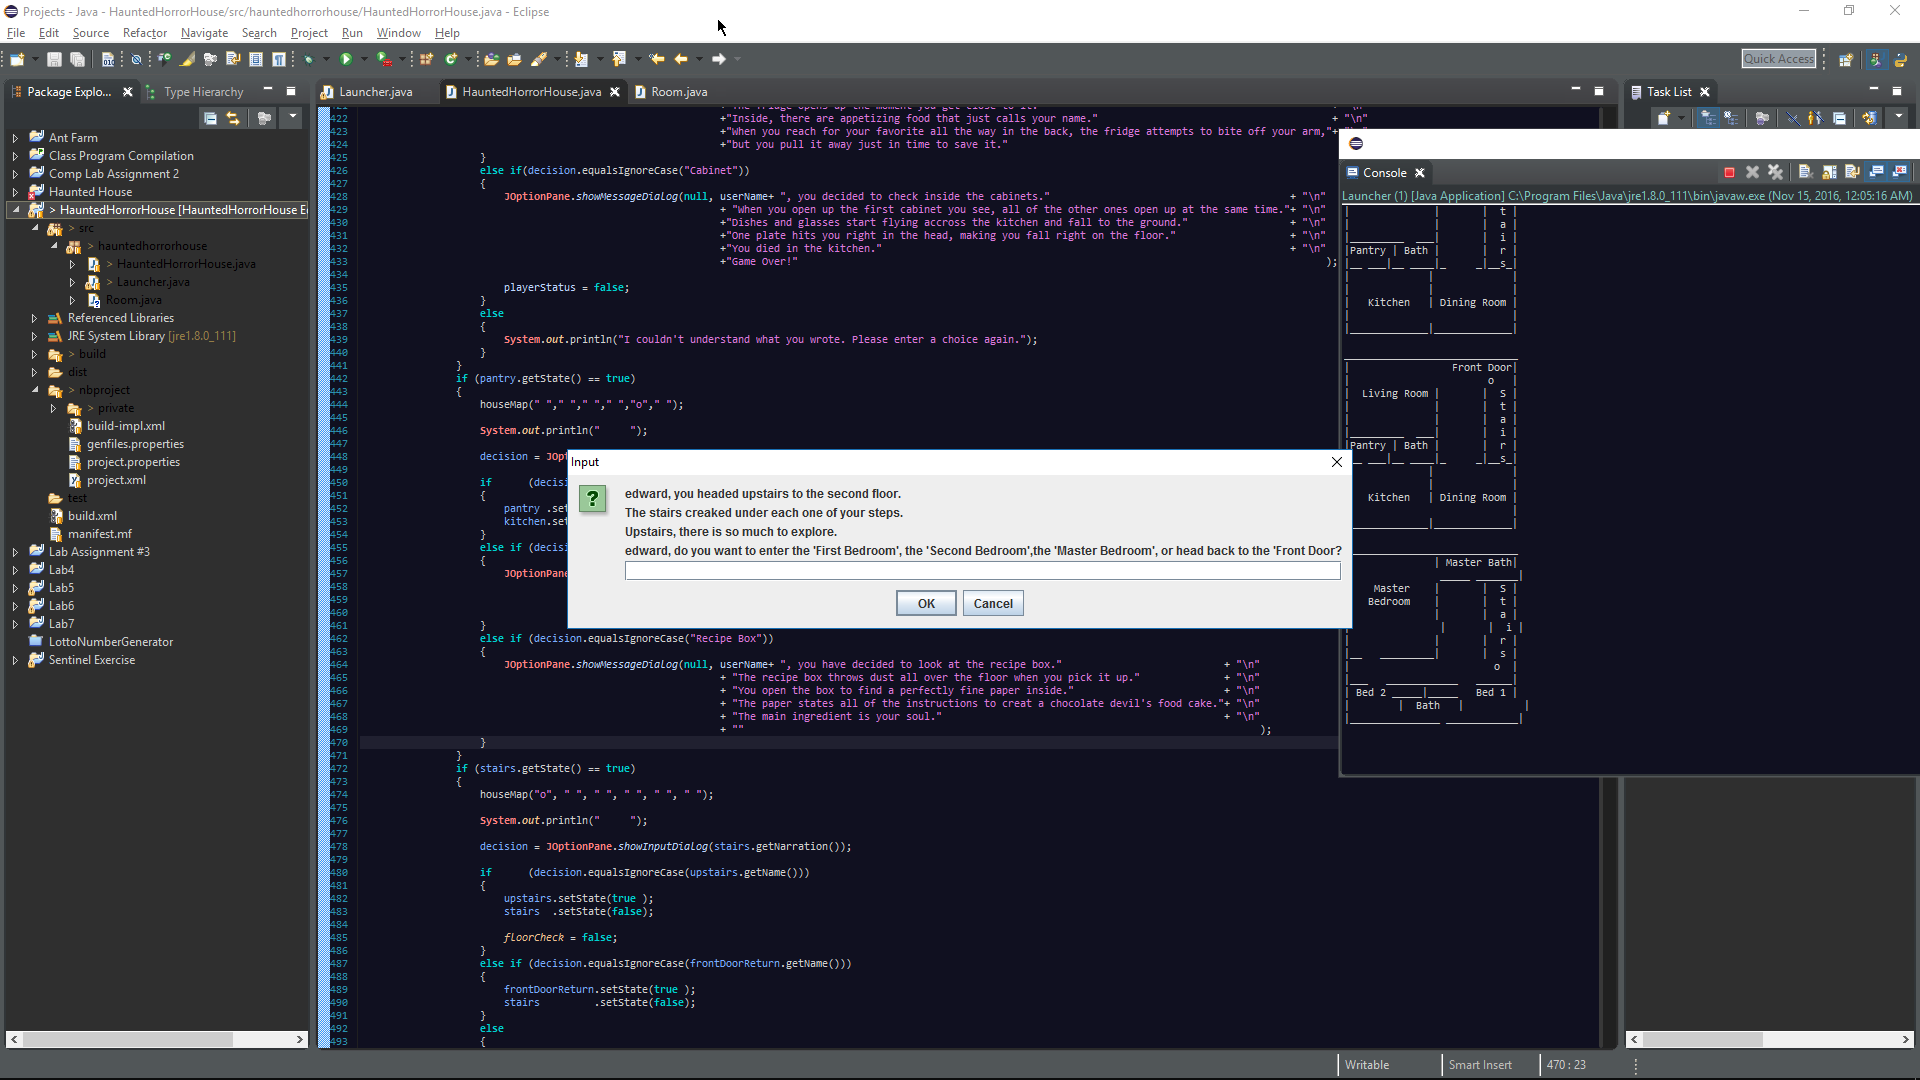 Projects - Java - HauntedHorrorHouse/src/hauntedhorrorhouse/HauntedHorrorHouse.java - Eclipse
File Edit Source Refactor Navigate Search Project Run Window Help
Quick Access
Package Explo... Type Hierarchy
Launcher.java HauntedHorrorHouse.java Room.java
Task List
Ant Farm
Class Program Compilation
Comp Lab Assignment 2
Haunted House
> HauntedHorrorHouse [HauntedHorrorHouse E
> src
> hauntedhorrorhouse
> HauntedHorrorHouse.java
> Launcher.java
Room.java
Referenced Libraries
JRE System Library [jre1.8.0_111]
> build
dist
> nbproject
> private
build-impl.xml
genfiles.properties
project.properties
project.xml
test
build.xml
manifest.mf
Lab Assignment #3
Lab4
Lab5
Lab6
Lab7
LottoNumberGenerator
Sentinel Exercise
421 +"The fridge opens up the moment you get close to it." + "\n"
422 +"Inside, there are appetizing food that just calls your name." + "\n"
423 +"When you reach for your favorite all the way in the back, the fridge attempts to bite off your arm,"+
424 +"but you pull it away just in time to save it."
425 }
426 else if(decision.equalsIgnoreCase("Cabinet"))
427 {
428 JOptionPane.showMessageDialog(null, userName+ ", you decided to check inside the cabinets." + "\n"
429 + "When you open up the first cabinet you see, all of the other ones open up at the same time."+ "\n"
430 +"Dishes and glasses start flying accross the kitchen and fall to the ground." + "\n"
431 +"One plate hits you right in the head, making you fall right on the floor." + "\n"
432 +"You died in the kitchen." + "\n"
433 +"Game Over!" );
434
435 playerStatus = false;
436 }
437 else
438 {
439 System.out.println("I couldn't understand what you wrote. Please enter a choice again.");
440 }
441 }
442 if (pantry.getState() == true)
443 {
444 houseMap(" "," "," "," ","o"," ");
445
446 System.out.println("     ");
447
448 decision = JOpt
449
450 if (decisi
451 {
452 pantry .set
453 kitchen.set
454 }
455 else if (decisi
456 {
457 JOptionPane
458
459
460
461 }
462 else if (decision.equalsIgnoreCase("Recipe Box"))
463 {
464 JOptionPane.showMessageDialog(null, userName+ ", you have decided to look at the recipe box." + "\n"
465 + "The recipe box throws dust all over the floor when you pick it up." + "\n"
466 + "You open the box to find a perfectly fine paper inside." + "\n"
467 + "The paper states all of the instructions to creat a chocolate devil's food cake."+ "\n"
468 + "The main ingredient is your soul." + "\n"
469 + "" );
470 }
471 }
472 if (stairs.getState() == true)
473 {
474 houseMap("o", " ", " ", " ", " ", " ");
475
476 System.out.println("     ");
477
478 decision = JOptionPane.showInputDialog(stairs.getNarration());
479
480 if (decision.equalsIgnoreCase(upstairs.getName()))
481 {
482 upstairs.setState(true );
483 stairs .setState(false);
484
485 floorCheck = false;
486 }
487 else if (decision.equalsIgnoreCase(frontDoorReturn.getName()))
488 {
489 frontDoorReturn.setState(true );
490 stairs .setState(false);
491 }
492 else
493 {
Input
edward, you headed upstairs to the second floor.
The stairs creaked under each one of your steps.
Upstairs, there is so much to explore.
edward, do you want to enter the 'First Bedroom', the 'Second Bedroom',the 'Master Bedroom', or head back to the 'Front Door?
OK Cancel
Console
Launcher (1) [Java Application] C:\Program Files\Java\jre1.8.0_111\bin\javaw.exe (Nov 15, 2016, 12:05:16 AM)
t
a
i
Pantry | Bath r
s
Kitchen | Dining Room
Front Door
o
Living Room S
t
a
i
Pantry | Bath r
s
Kitchen | Dining Room
Master Bath
Master S
Bedroom t
a
i
r
s
o
Bed 2 Bed 1
Bath
Writable Smart Insert 470 : 23